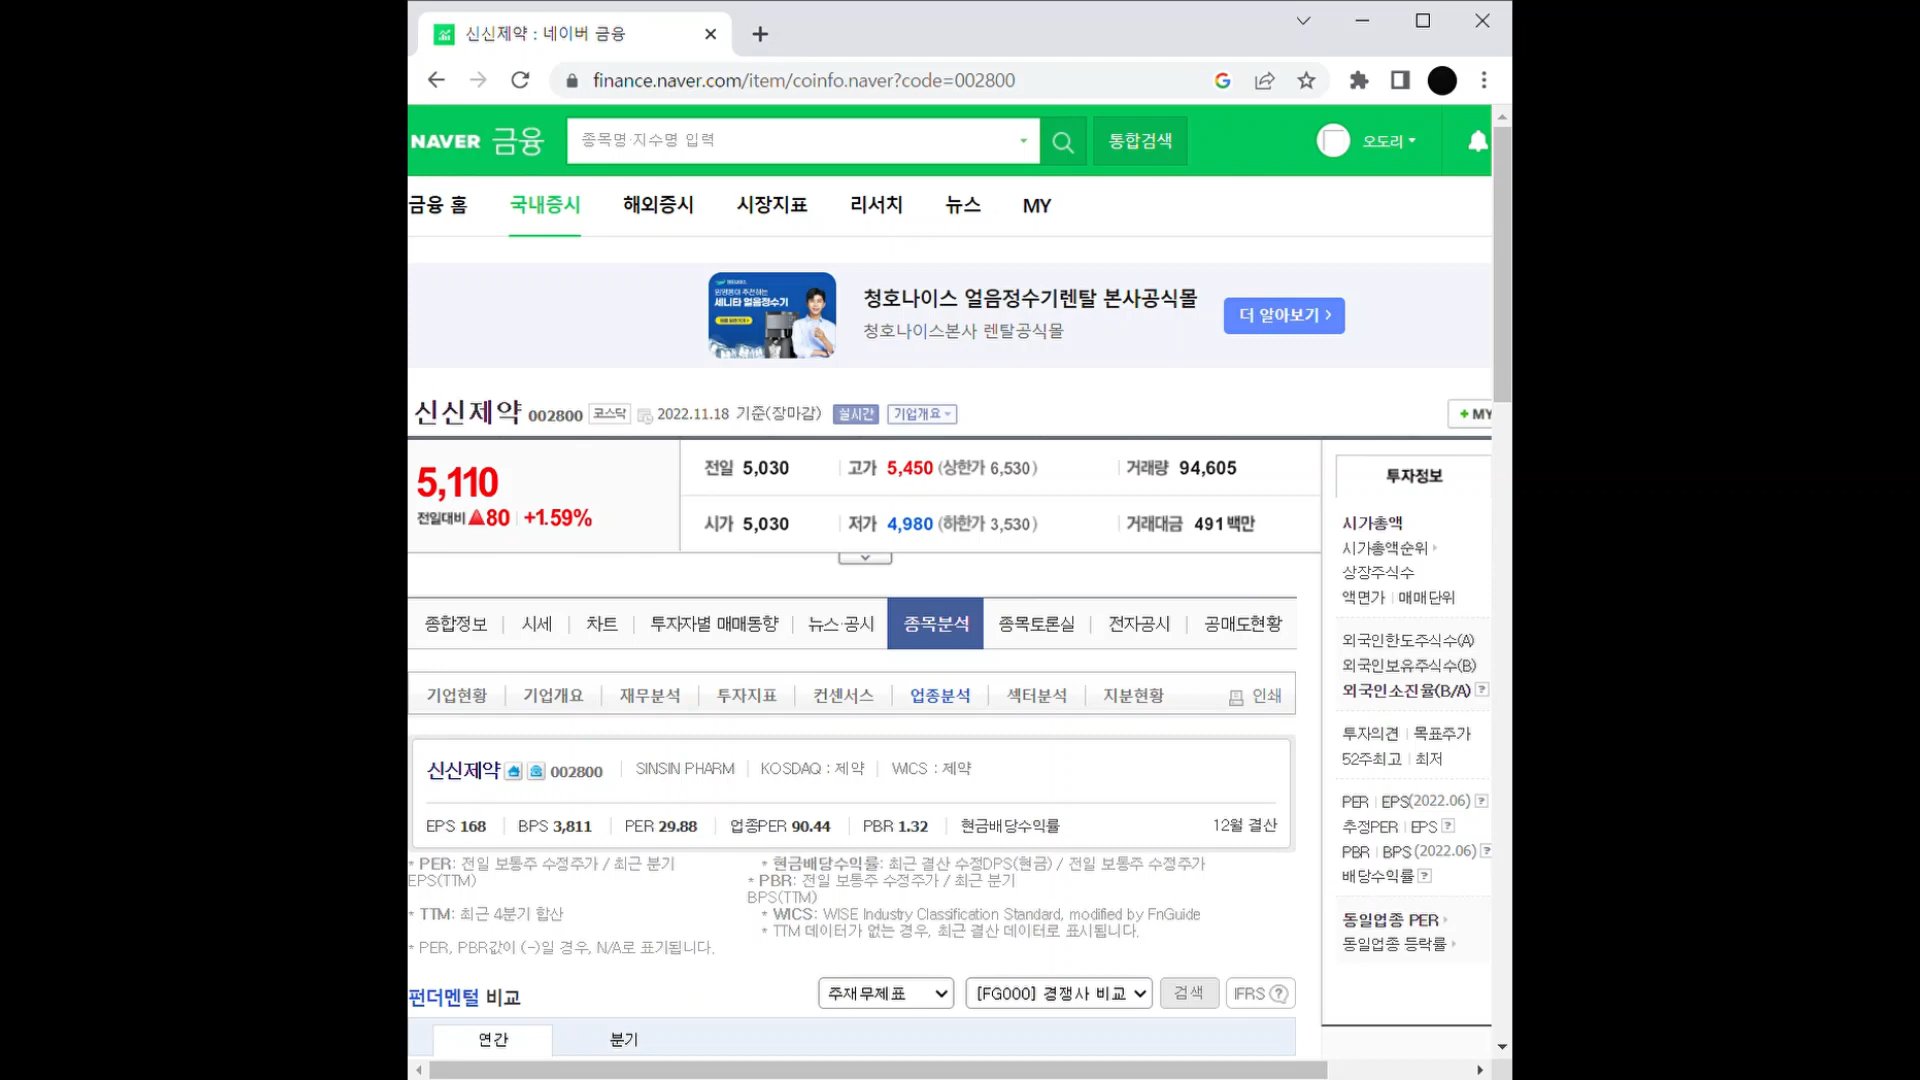 신신제약 : 네이버 금융
finance.naver.com/item/coinfo.naver?code=002800
NAVER 금융 종목명·지수명 입력 통합검색 오도리
금융 홈 국내증시 해외증시 시장지표 리서치 뉴스 MY
세니타 얼음정수기
청호나이스 얼음정수기렌탈 본사공식몰
청호나이스본사 렌탈공식몰
더 알아보기 >
신신제약 002800 코스닥 2022.11.18 기준(장마감) 실시간 기업개요 + MY
5,110
전일대비 ▲80 +1.59%
전일 5,030 고가 5,450 (상한가 6,530) 거래량 94,605
시가 5,030 저가 4,980 (하한가 3,530) 거래대금 491백만
종합정보 시세 차트 투자자별 매매동향 뉴스·공시 종목분석 종목토론실 전자공시 공매도현황
기업현황 기업개요 재무분석 투자지표 컨센서스 업종분석 섹터분석 지분현황 인쇄
신신제약 002800 SINSIN PHARM KOSDAQ : 제약 WICS : 제약
EPS 168 BPS 3,811 PER 29.88 업종PER 90.44 PBR 1.32 현금배당수익률 12월 결산
* PER: 전일 보통주 수정주가 / 최근 분기
EPS(TTM)
* TTM: 최근 4분기 합산
* PER, PBR값이 (-)일 경우, N/A로 표기됩니다.
* 현금배당수익률: 최근 결산 수정DPS(현금) / 전일 보통주 수정주가
* PBR: 전일 보통주 수정주가 / 최근 분기
BPS(TTM)
* WICS: WISE Industry Classification Standard, modified by FnGuide
* TTM 데이터가 없는 경우, 최근 결산 데이터로 표시됩니다.
펀더멘털 비교 주재무제표 [FG000] 경쟁사 비교 검색 IFRS ?
연간 분기
투자정보
시가총액
시가총액순위
상장주식수
액면가 매매단위
외국인한도주식수(A)
외국인보유주식수(B)
외국인소진율(B/A) ?
투자의견 목표주가
52주최고 최저
PER EPS(2022.06) ?
추정PER EPS ?
PBR BPS (2022.06) ?
배당수익률 ?
동일업종 PER
동일업종 등락률